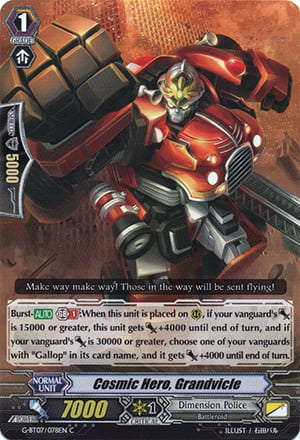 1
GRADE
5000
Make way make way! Those in the way will be sent flying!
Burst-AUTO GB 1 :When this unit is placed on , if your vanguard's
is 15000 or greater, this unit gets +4000 until end of turn, and if
your vanguard's is 30000 or greater, choose one of your vanguards
with "Gallop" in its card name, and it gets +4000 until end of turn.
NORMAL UNIT
Cosmic Hero, Grandvicle
POWER
7000
1
CRITICAL
Dimension Police
Battleroid
G-BT07/078EN C
ILLUST / 石田バル